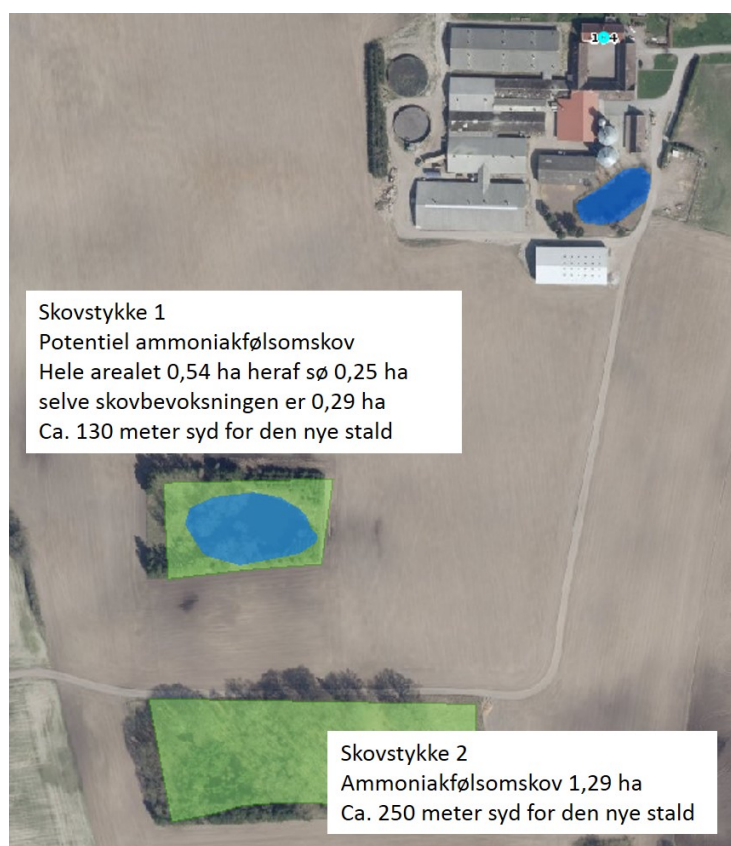 1 4
Skovstykke 1
Potentiel ammoniakfølsomskov
Hele arealet 0,54 ha heraf sø 0,25 ha
selve skovbevoksningen er 0,29 ha
Ca. 130 meter syd for den nye stald
Skovstykke 2
Ammoniakfølsomskov 1,29 ha
Ca. 250 meter syd for den nye stald